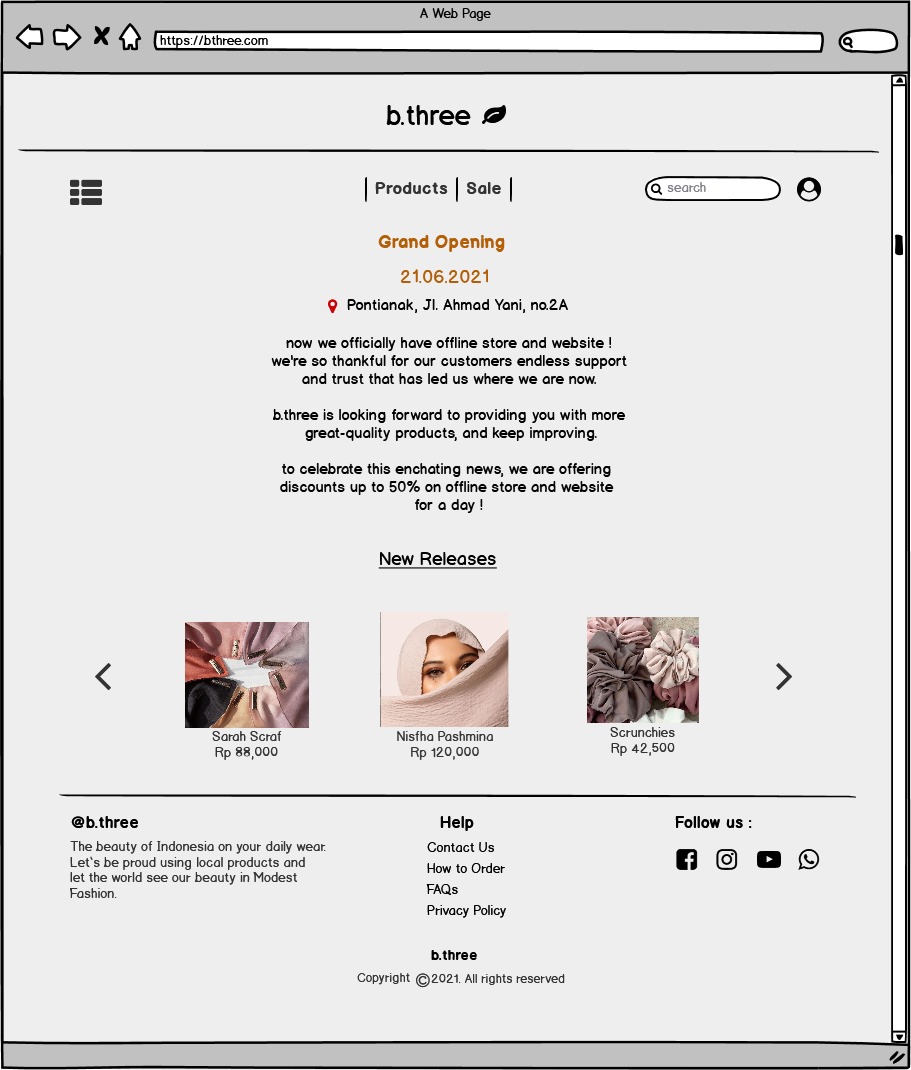 A Web Page
https://bthree.com
b.three
Products
Sale
search
Grand Opening
21.06.2021
Pontianak, Jl. Ahmad Yani, no.2A
now we officially have offline store and website !
we're so thankful for our customers endless support
and trust that has led us where we are now.
b.three is looking forward to providing you with more
great-quality products, and keep improving.
to celebrate this enchating news, we are offering
discounts up to 50% on offline store and website
for a day !
New Releases
Sarah Scraf
Rp 88,000
Nisfha Pashmina
Rp 120,000
Scrunchies
Rp 42,500
@b.three
The beauty of Indonesia on your daily wear.
Let`s be proud using local products and
let the world see our beauty in Modest
Fashion.
Help
Contact Us
How to Order
FAQs
Privacy Policy
Follow us :
b.three
Copyright ©2021. All rights reserved